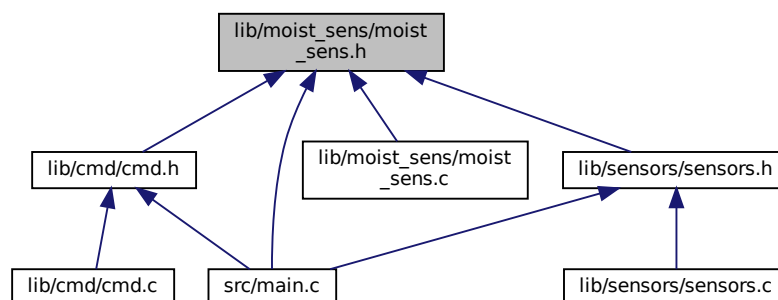 lib/moist_sens/moist
_sens.h
lib/cmd/cmd.h
lib/moist_sens/moist
_sens.c
lib/sensors/sensors.h
lib/cmd/cmd.c
src/main.c
lib/sensors/sensors.c